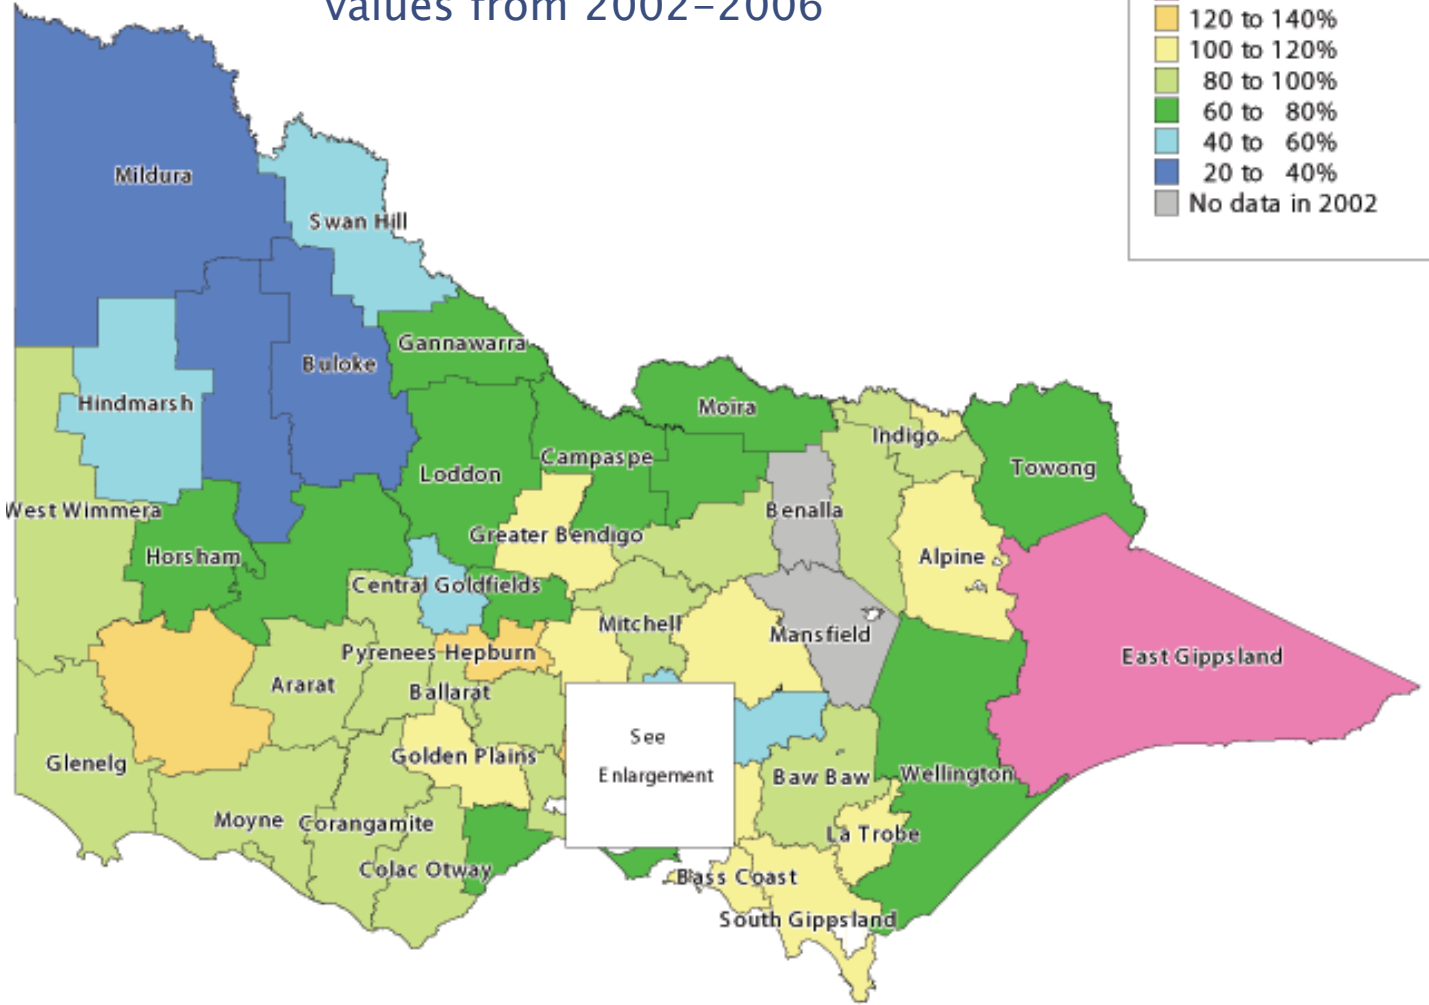 values from 2002-2006
120 to 140%
100 to 120%
80 to 100%
60 to 80%
40 to 60%
20 to 40%
No data in 2002
Mildura
Swan Hill
Gannawarra
Buloke
Hindmarsh
Moira
Indigo
Loddon
Campaspe
Towong
West Wimmera
Benalla
Greater Bendigo
Horsham
Alpine
Central Goldfields
Mitchell
Mansfield
Pyrenees
Hepburn
East Gippsland
Ararat
Ballarat
See
Enlargement
Golden Plains
Glenelg
Baw Baw
Wellington
Moyne
Corangamite
La Trobe
Colac Otway
Bass Coast
South Gippsland